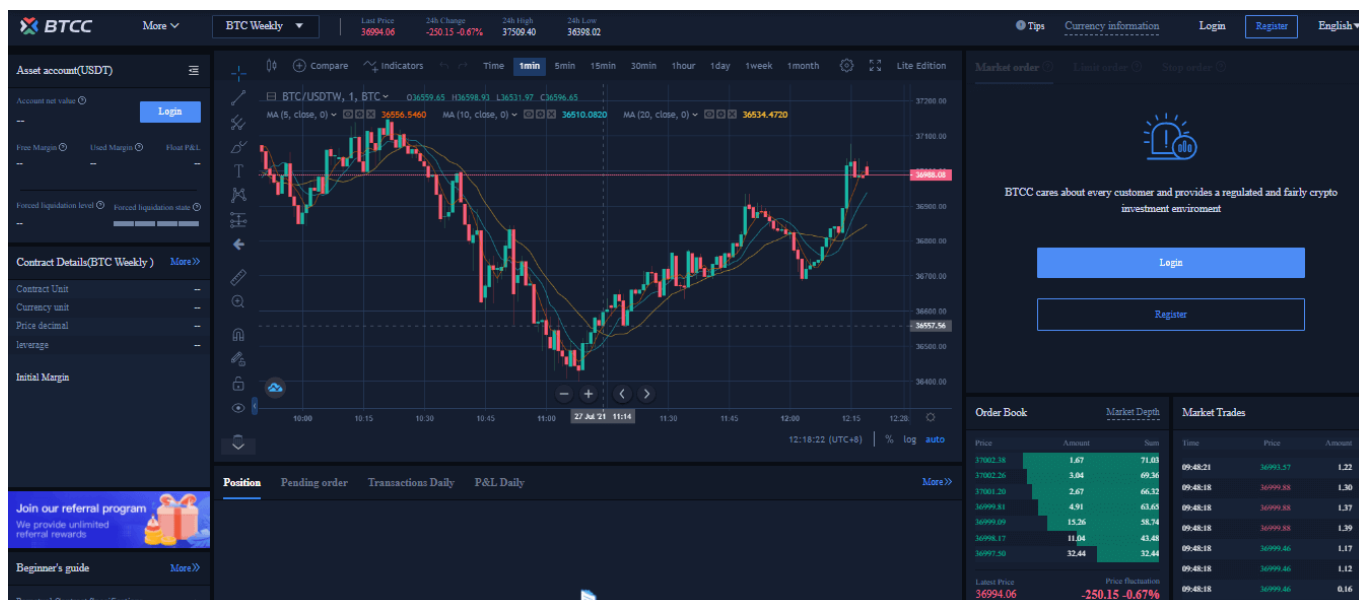 BTCC
More
BTC Weekly
Last Price
36994.06
24h Change
-250.15 -0.67%
24h High
37509.40
24h Low
36398.02
Tips
Currency information
Login
Register
English
Asset account(USDT)
Account net value
Login
--
Free Margin
Used Margin
Float P&L
-- -- --
Forced liquidation level
Forced liquidation state
--
Contract Details(BTC Weekly )
More
Contract Unit --
Currency unit --
Price decimal --
leverage --
Initial Margin
Join our referral program
We provide unlimited
referral rewards
Beginner's guide
More
Compare
Indicators
Time 1min 5min 15min 30min 1hour 1day 1week 1month
Lite Edition
BTC/USDTW, 1, BTC O36559.65 H36598.93 L36531.97 C36596.65
MA (5, close, 0) 36556.5460 MA (10, close, 0) 36510.0820 MA (20, close, 0) 36534.4720
37200.00
37100.00
36988.08
36900.00
36800.00
36700.00
36600.00
36557.56
36500.00
36400.00
10:00 10:15 10:30 10:45 11:00 27 Jul '21 11:14 11:30 11:45 12:00 12:15 12:28
12:18:22 (UTC+8) % log auto
Position
Pending order
Transactions Daily
P&L Daily
More
Market order
Limit order
Stop order
BTCC cares about every customer and provides a regulated and fairly crypto
investment enviroment
Login
Register
Order Book
Market Depth
Price Amount Sum
37002.38 1.67 71.03
37002.26 3.04 69.36
37001.20 2.67 66.32
36999.81 4.91 63.65
36999.09 15.26 58.74
36998.17 11.04 43.48
36997.50 32.44 32.44
Latest Price
36994.06
Price fluctuation
-250.15 -0.67%
Market Trades
Time Price Amount
09:48:21 36993.57 1.22
09:48:18 36999.88 1.30
09:48:18 36999.88 1.37
09:48:18 36999.88 1.39
09:48:18 36999.46 1.17
09:48:18 36999.46 1.12
09:48:18 36999.46 0.16